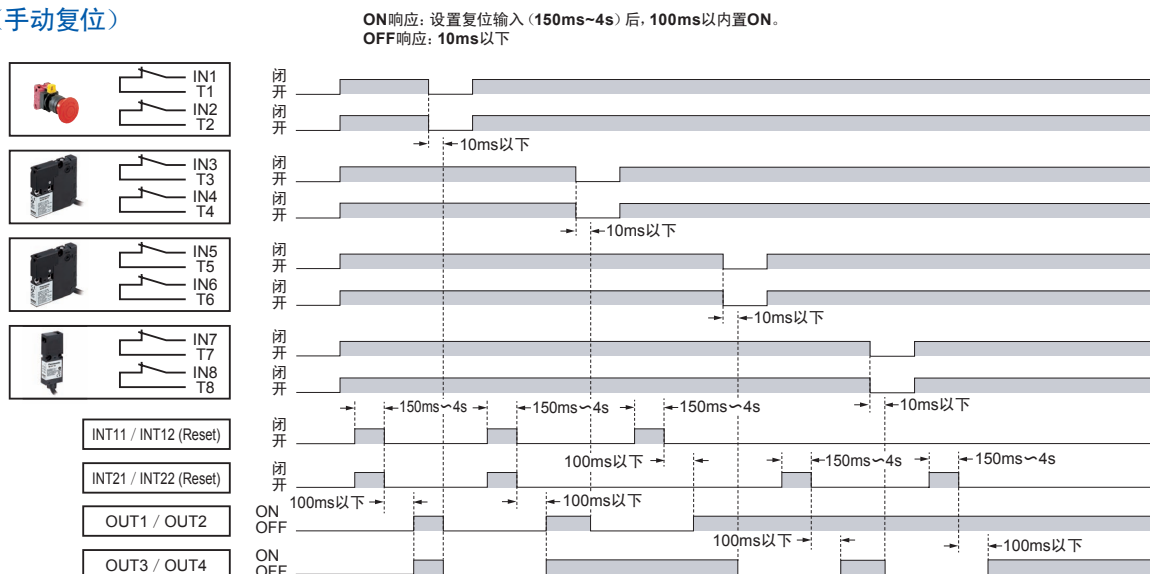 （手动复位）
ON响应: 设置复位输入（150ms~4s）后, 100ms以内置ON。
OFF响应: 10ms以下
IN1
T1
IN2
T2
闭
开
闭
开
10ms以下
IN3
T3
IN4
T4
闭
开
闭
开
10ms以下
IN5
T5
IN6
T6
闭
开
闭
开
10ms以下
IN7
T7
IN8
T8
闭
开
闭
开
10ms以下
150ms~4s
150ms~4s
150ms~4s
INT11 / INT12 (Reset)
闭
开
100ms以下
150ms~4s
150ms~4s
INT21 / INT22 (Reset)
闭
开
100ms以下
100ms以下
OUT1 / OUT2
ON
OFF
100ms以下
100ms以下
OUT3 / OUT4
ON
OFF